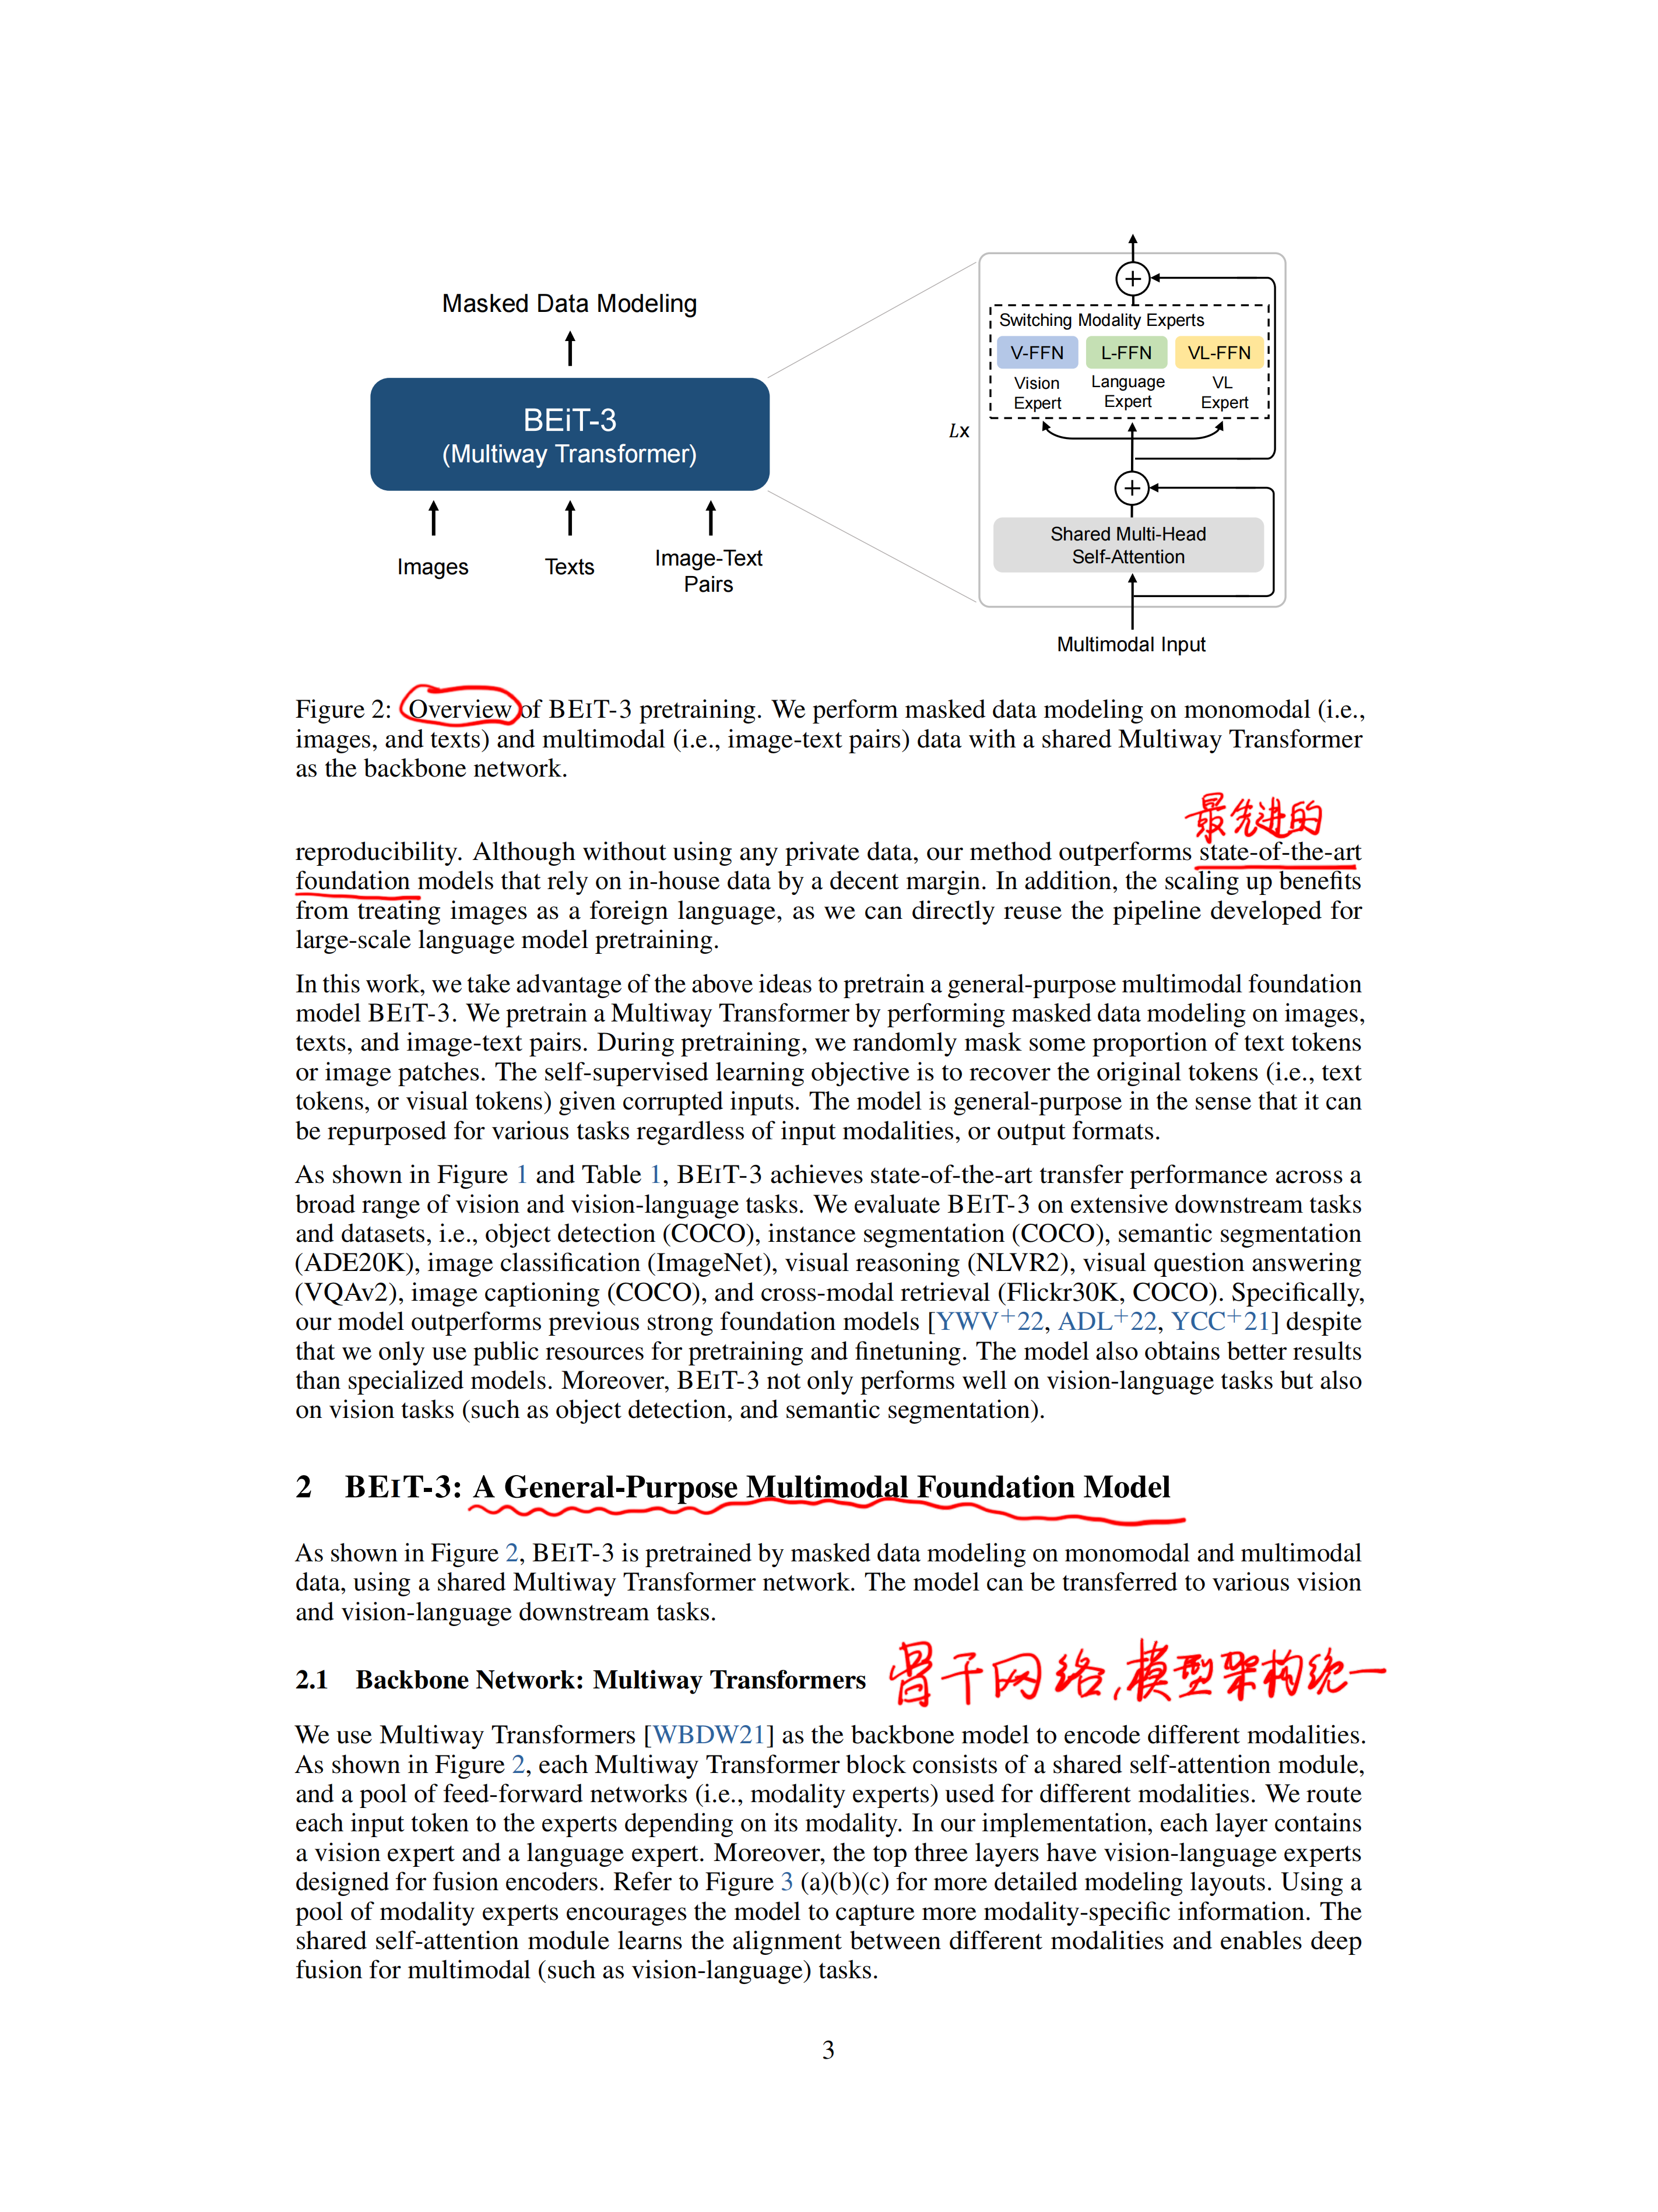 Masked Data Modeling
BEiT-3
(Multiway Transformer)
Images
Texts
Image-Text
Pairs
Switching Modality Experts
V-FFN L-FFN VL-FFN
Vision
Expert
Language
Expert
VL
Expert
Lx
Shared Multi-Head
Self-Attention
Multimodal Input
Figure 2: Overview of BEIT-3 pretraining. We perform masked data modeling on monomodal (i.e.,
images, and texts) and multimodal (i.e., image-text pairs) data with a shared Multiway Transformer
as the backbone network.
最先进的
reproducibility. Although without using any private data, our method outperforms state-of-the-art
foundation models that rely on in-house data by a decent margin. In addition, the scaling up benefits
from treating images as a foreign language, as we can directly reuse the pipeline developed for
large-scale language model pretraining.
In this work, we take advantage of the above ideas to pretrain a general-purpose multimodal foundation
model BEIT-3. We pretrain a Multiway Transformer by performing masked data modeling on images,
texts, and image-text pairs. During pretraining, we randomly mask some proportion of text tokens
or image patches. The self-supervised learning objective is to recover the original tokens (i.e., text
tokens, or visual tokens) given corrupted inputs. The model is general-purpose in the sense that it can
be repurposed for various tasks regardless of input modalities, or output formats.
As shown in Figure 1 and Table 1, BEIT-3 achieves state-of-the-art transfer performance across a
broad range of vision and vision-language tasks. We evaluate BEIT-3 on extensive downstream tasks
and datasets, i.e., object detection (COCO), instance segmentation (COCO), semantic segmentation
(ADE20K), image classification (ImageNet), visual reasoning (NLVR2), visual question answering
(VQAv2), image captioning (COCO), and cross-modal retrieval (Flickr30K, COCO). Specifically,
our model outperforms previous strong foundation models [YWV+22, ADL+22, YCC+21] despite
that we only use public resources for pretraining and finetuning. The model also obtains better results
than specialized models. Moreover, BEIT-3 not only performs well on vision-language tasks but also
on vision tasks (such as object detection, and semantic segmentation).
2 BEIT-3: A General-Purpose Multimodal Foundation Model
As shown in Figure 2, BEIT-3 is pretrained by masked data modeling on monomodal and multimodal
data, using a shared Multiway Transformer network. The model can be transferred to various vision
and vision-language downstream tasks.
2.1 Backbone Network: Multiway Transformers 骨干网络,模型架构统一
We use Multiway Transformers [WBDW21] as the backbone model to encode different modalities.
As shown in Figure 2, each Multiway Transformer block consists of a shared self-attention module,
and a pool of feed-forward networks (i.e., modality experts) used for different modalities. We route
each input token to the experts depending on its modality. In our implementation, each layer contains
a vision expert and a language expert. Moreover, the top three layers have vision-language experts
designed for fusion encoders. Refer to Figure 3 (a)(b)(c) for more detailed modeling layouts. Using a
pool of modality experts encourages the model to capture more modality-specific information. The
shared self-attention module learns the alignment between different modalities and enables deep
fusion for multimodal (such as vision-language) tasks.
3